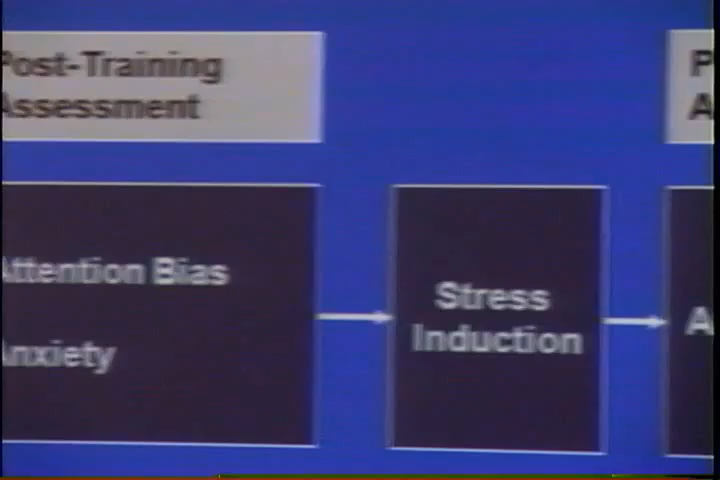 Post-Training
Assessment
P
A
Attention Bias
Anxiety
Stress
Induction
A